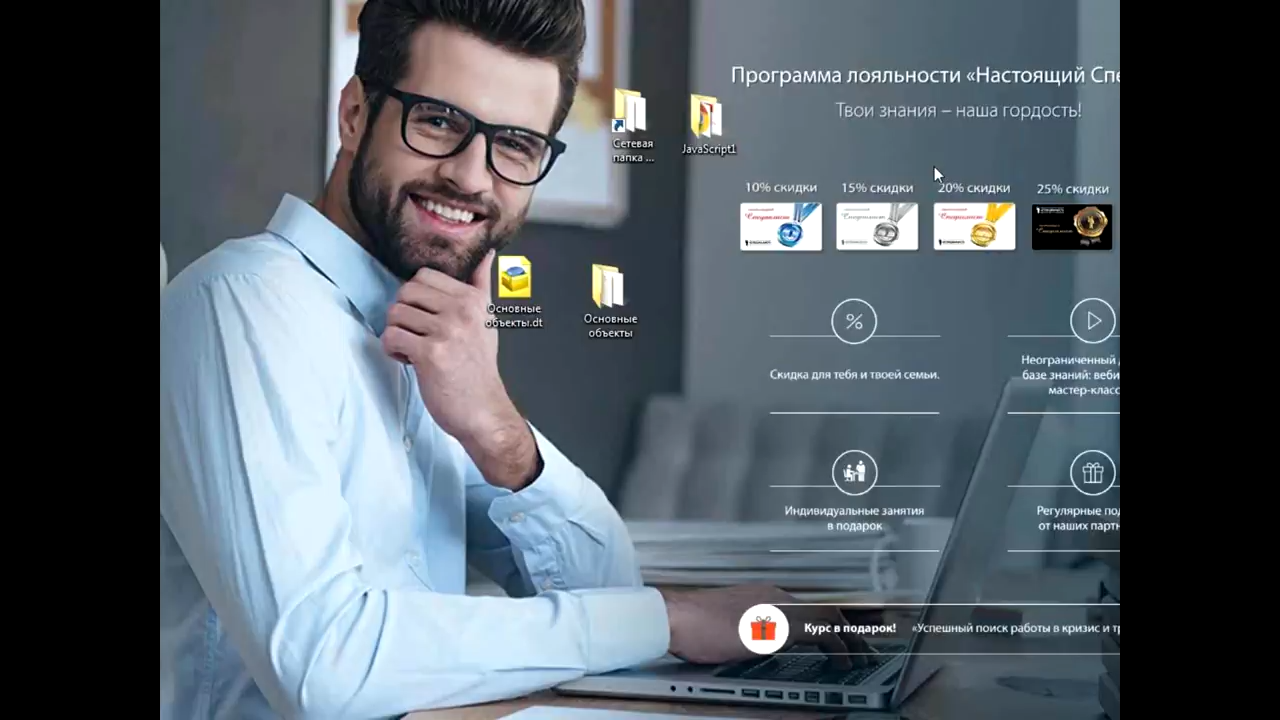 Программа лояльности «Настоящий Спе
Твои знания – наша гордость!
Сетевая
папка ...
JavaScript1
10% скидки
15% скидки
20% скидки
25% скидки
Основные
объекты.dt
Основные
объекты
Скидка для тебя и твоей семьи.
Неограниченный
базе знаний: веби
мастер-класс
Индивидуальные занятия
в подарок
Регулярные под
от наших партн
Курс в подарок! «Успешный поиск работы в кризис и тр